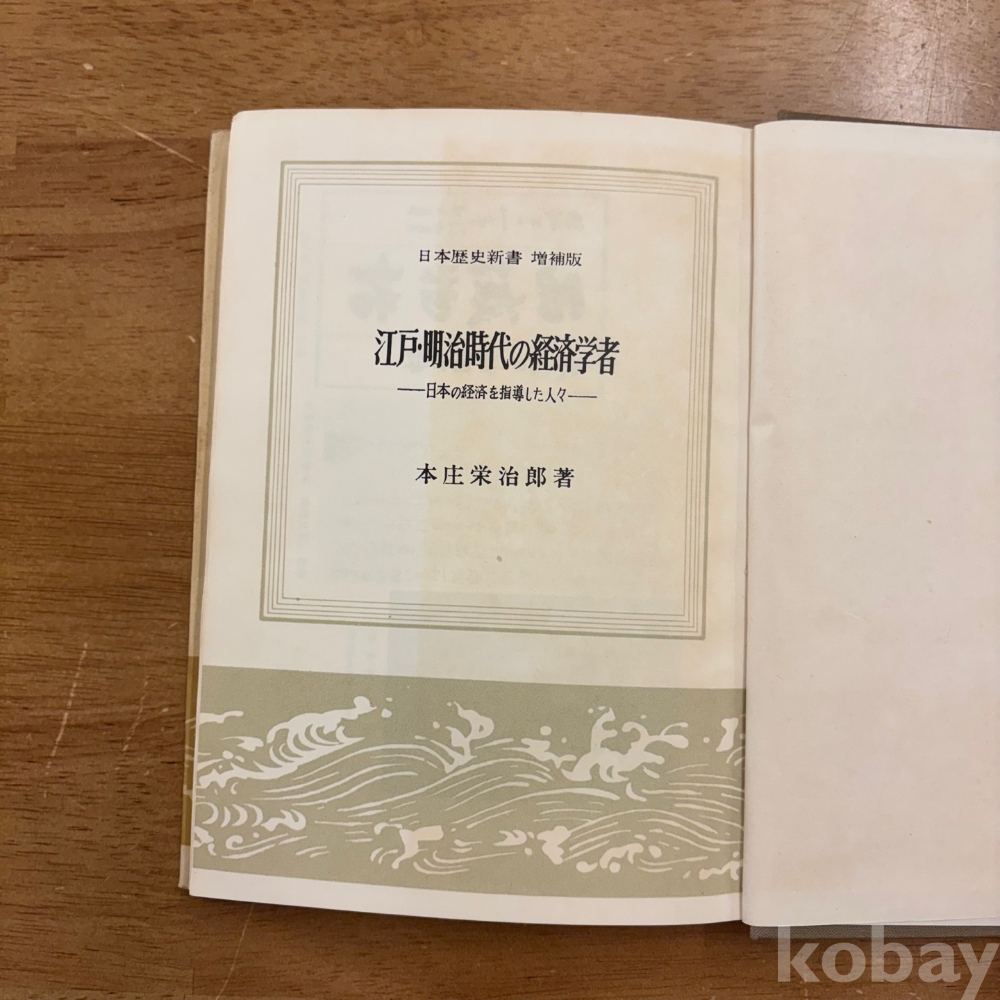 日本歴史新書 増補版
江戸・明治時代の経済学者
——日本の経済を指導した人々——
本庄栄治郎著
kobay